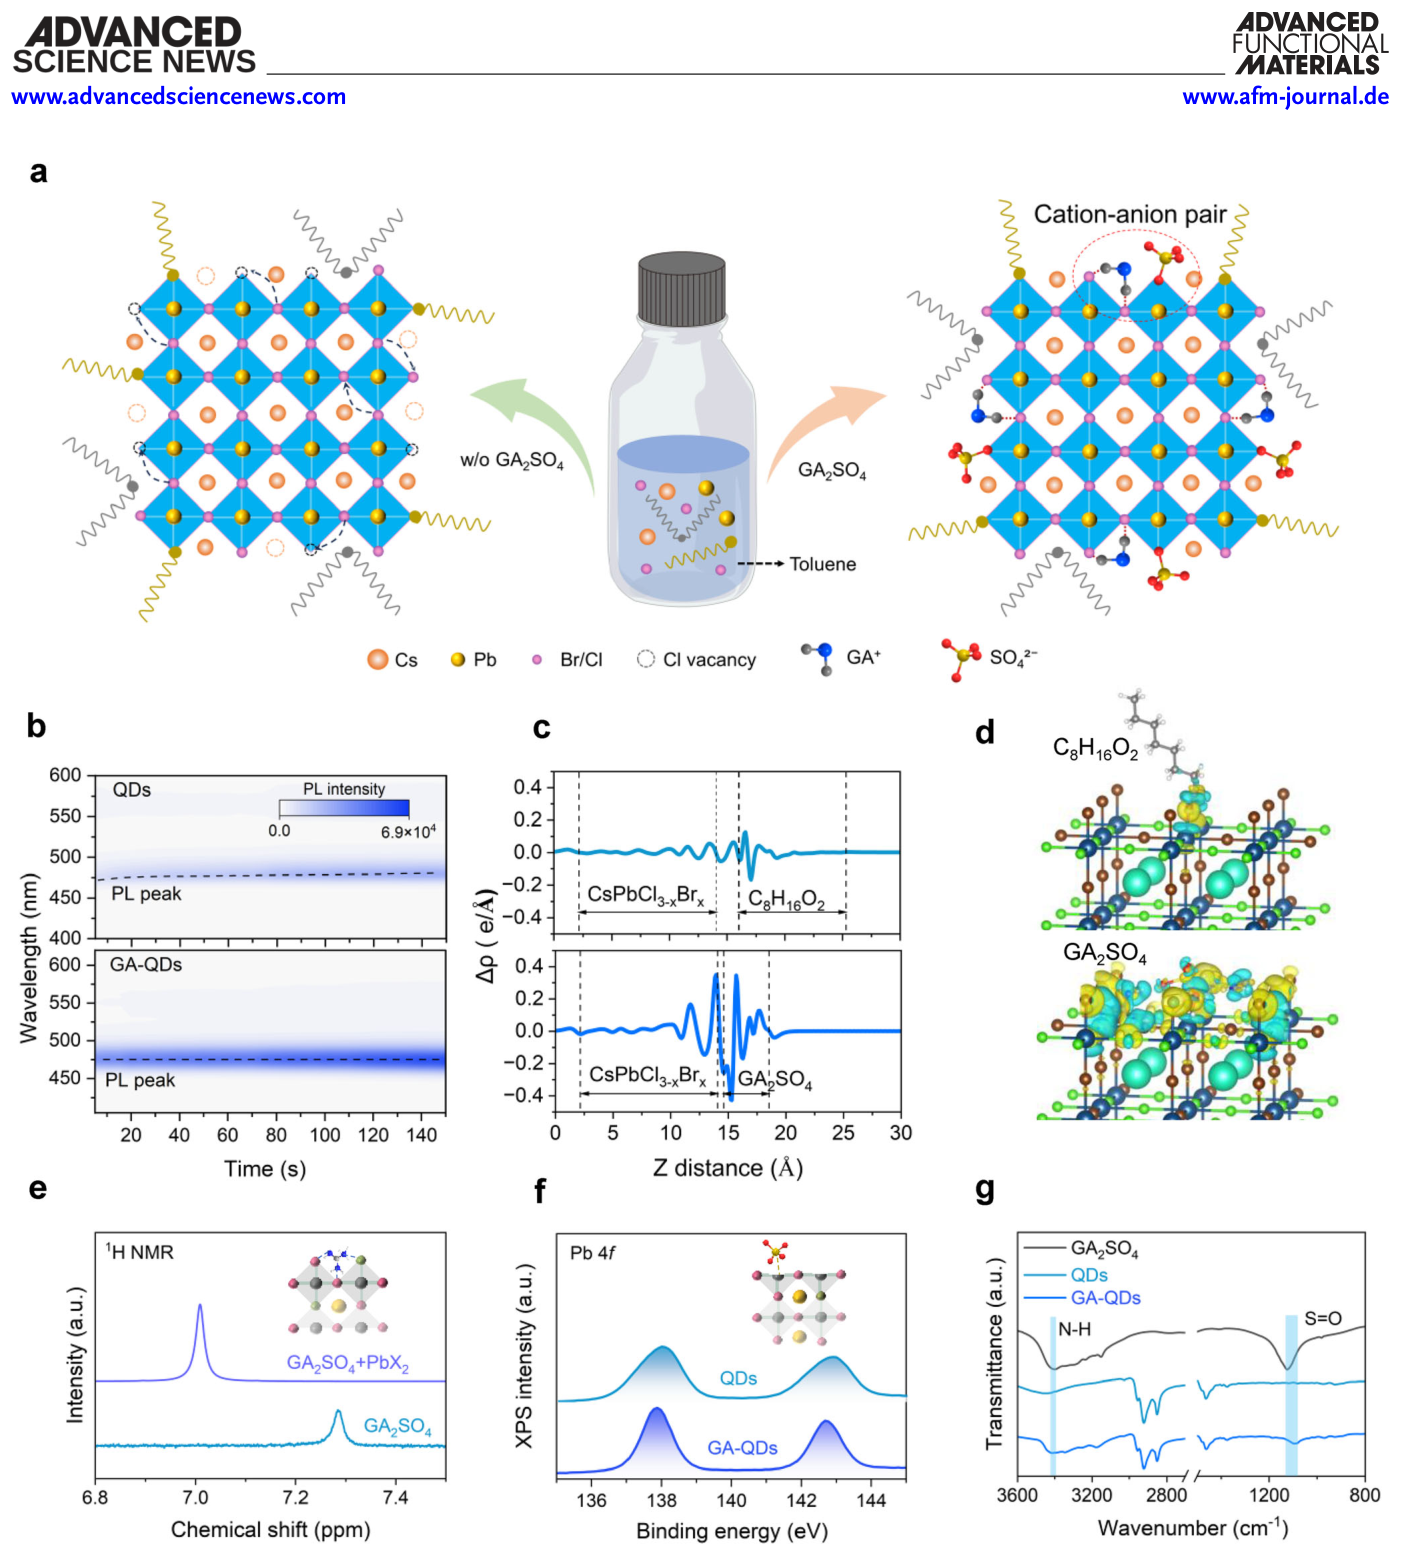 ADVANCED
SCIENCE NEWS
www.advancedsciencenews.com
ADVANCED
FUNCTIONAL
MATERIALS
www.afm-journal.de
a
Cation-anion pair
w/o GA₂SO₄
GA₂SO₄
Toluene
Cs
Pb
Br/Cl
Cl vacancy
GA⁺
SO₄²⁻
b
Wavelength (nm)
600
550
500
450
400
QDs
PL intensity
0.0
6.9×10⁴
PL peak
600
550
500
450
GA-QDs
PL peak
20 40 60 80 100 120 140
Time (s)
c
Δρ ( e/Å)
0.4
0.2
0.0
−0.2
−0.4
CsPbCl₃₋ₓBrₓ
C₈H₁₆O₂
0.4
0.2
0.0
−0.2
−0.4
CsPbCl₃₋ₓBrₓ
GA₂SO₄
0 5 10 15 20 25 30
Z distance (Å)
d
C₈H₁₆O₂
GA₂SO₄
e
Intensity (a.u.)
¹H NMR
GA₂SO₄+PbX₂
GA₂SO₄
6.8 7.0 7.2 7.4
Chemical shift (ppm)
f
XPS intensity (a.u.)
Pb 4f
QDs
GA-QDs
136 138 140 142 144
Binding energy (eV)
g
Transmittance (a.u.)
GA₂SO₄
QDs
GA-QDs
N-H
S=O
3600 3200 2800 1200 800
Wavenumber (cm⁻¹)